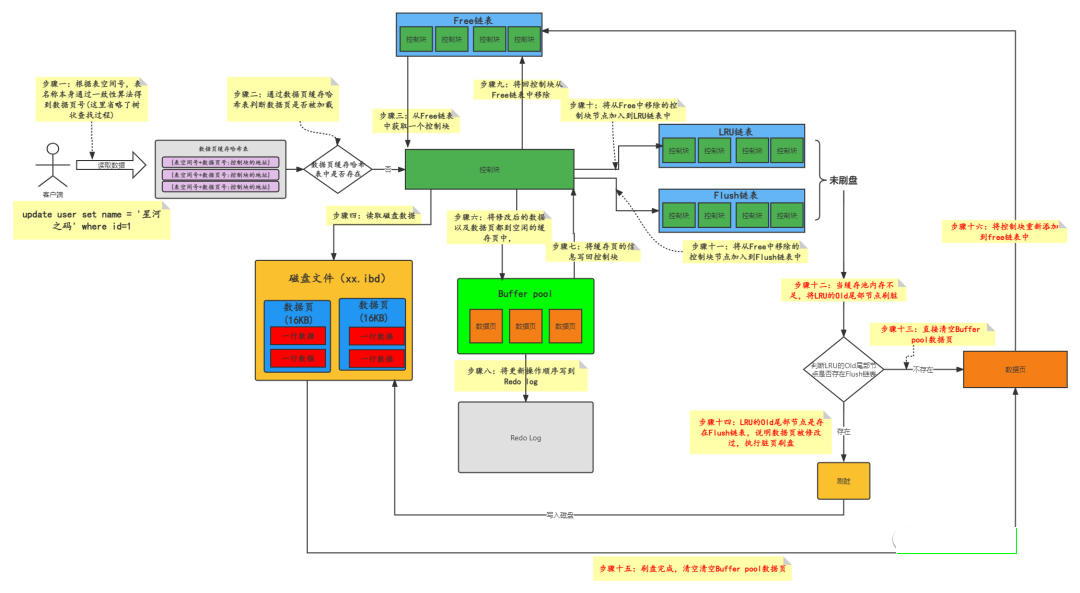 Free链表
控制块
控制块
控制块
控制块
步骤一：根据表空间号，表
名称本身通过一致性算法得
到数据页号(这里省略了树
状查找过程)
步骤二：通过数据页缓存哈
希表判断数据页是否被加载
步骤三：从Free链表
中获取一个控制块
步骤九：将回控制块从
Free链表中移除
步骤十：将从Free中移除的控
制块节点加入到LRU链表中
读取数据
客户端
update user set name = '星河
之码' where id=1
数据页缓存哈希表
[表空间号+数据页号:控制块的地址]
[表空间号+数据页号:控制块的地址]
[表空间号+数据页号:控制块的地址]
数据页缓存哈希
表中是否存在
否
控制块
LRU链表
控制块
控制块
控制块
控制块
Flush链表
控制块
控制块
控制块
控制块
未刷盘
步骤四：读取磁盘数据
步骤六：将修改后的数据
以及数据页都到空闲的缓
存页中，
步骤七：将缓存页的信
息写回控制块
步骤十一：将从Free中移除的
控制块节点加入到Flush链表中
步骤十六：将控制块重新添加
到free链表中
磁盘文件（xx.ibd）
数据页
(16KB)
一行数据
一行数据
数据页
(16KB)
一行数据
一行数据
Buffer pool
数据页
数据页
数据页
步骤十二：当缓存池内存不
足，将LRU的Old尾部节点刷脏
步骤十三：直接清空Buffer
pool数据页
判断LRU的Old尾部节
点是否存在Flush链表
不存在
数据页
步骤八：将更新操作顺序写到
Redo log
Redo Log
步骤十四：LRU的Old尾部节点是存
在Flush链表，说明数据页被修改
过，执行脏页刷盘
存在
刷脏
写入磁盘
步骤十五：刷盘完成，清空清空Buffer pool数据页